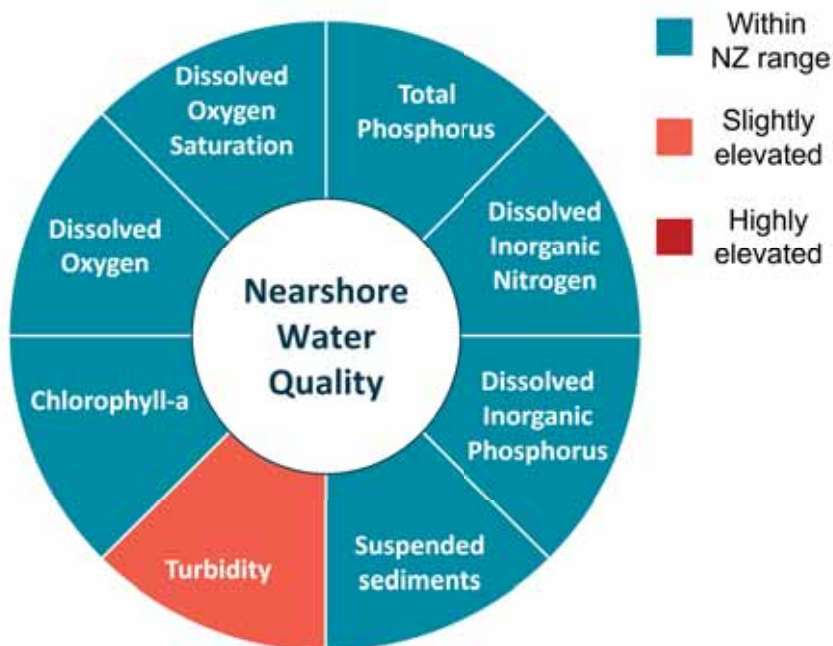 Dissolved
Oxygen
Saturation
Total
Phosphorus
Dissolved
Inorganic
Nitrogen
Dissolved
Inorganic
Phosphorus
Suspended
sediments
Turbidity
Chlorophyll-a
Dissolved
Oxygen
Nearshore
Water
Quality
Within
NZ range
Slightly
elevated
Highly
elevated